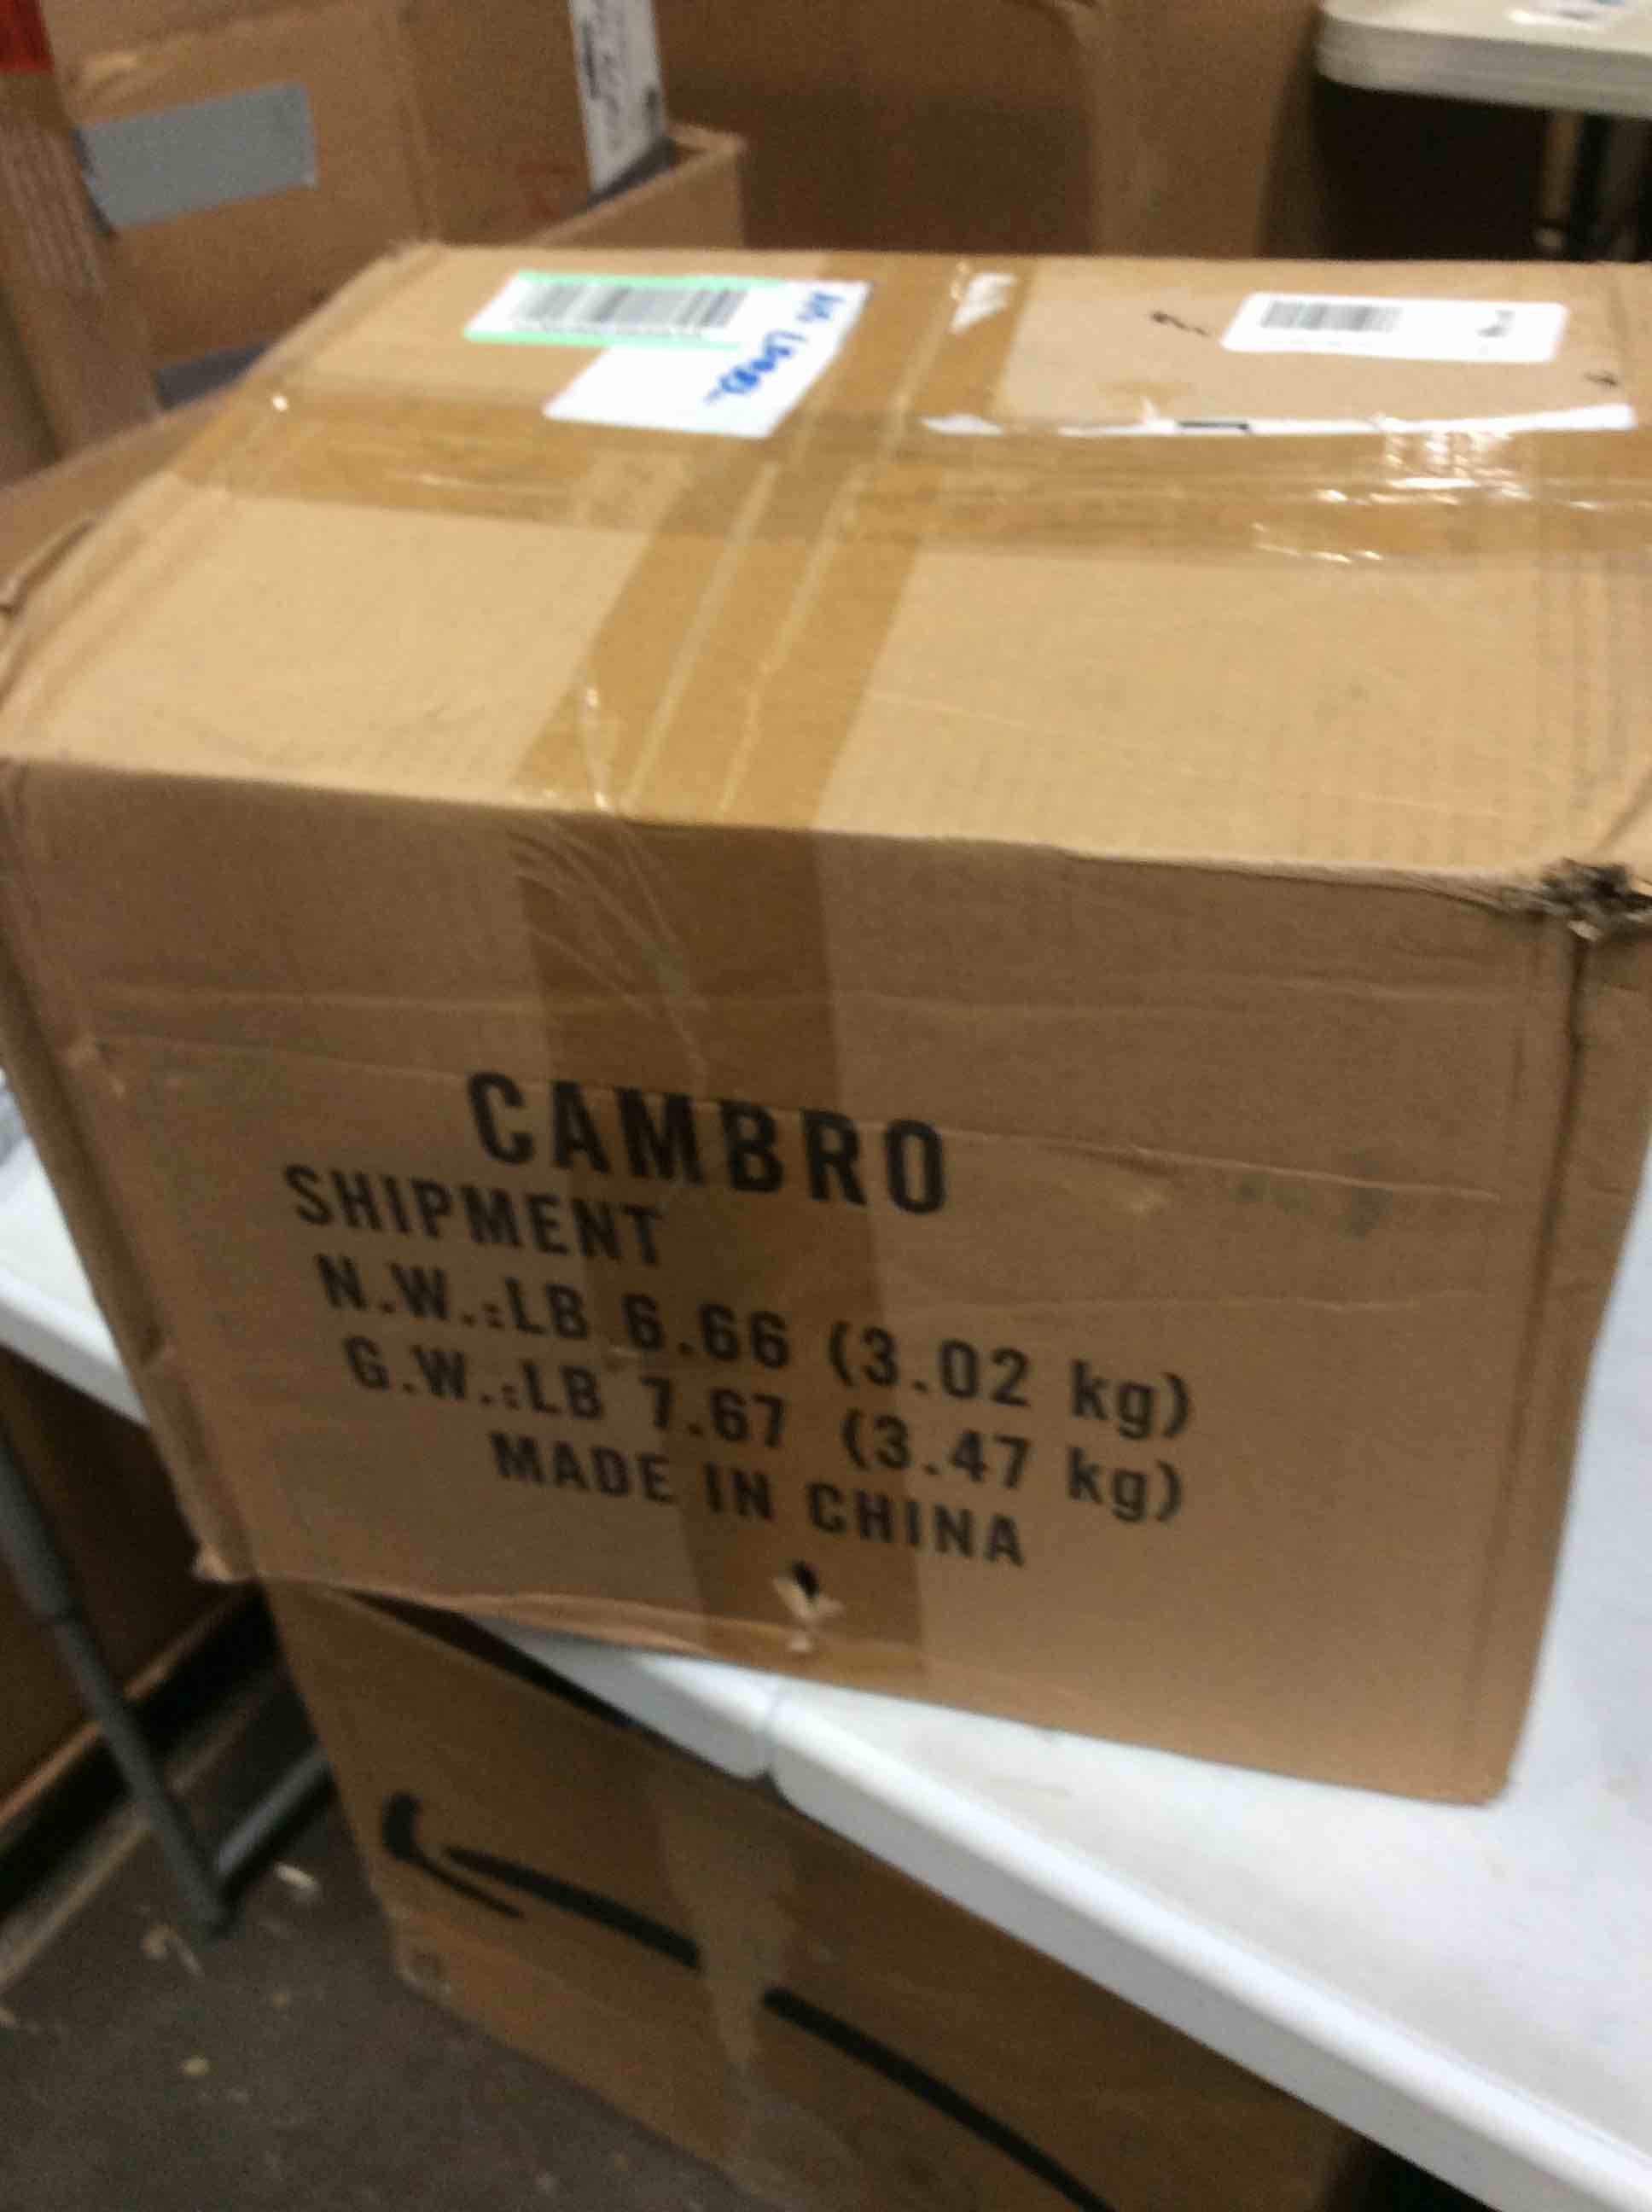 CAMBRO
SHIPMENT
N.W.:LB 6.66 (3.02 kg)
G.W.:LB 7.67 (3.47 kg)
MADE IN CHINA